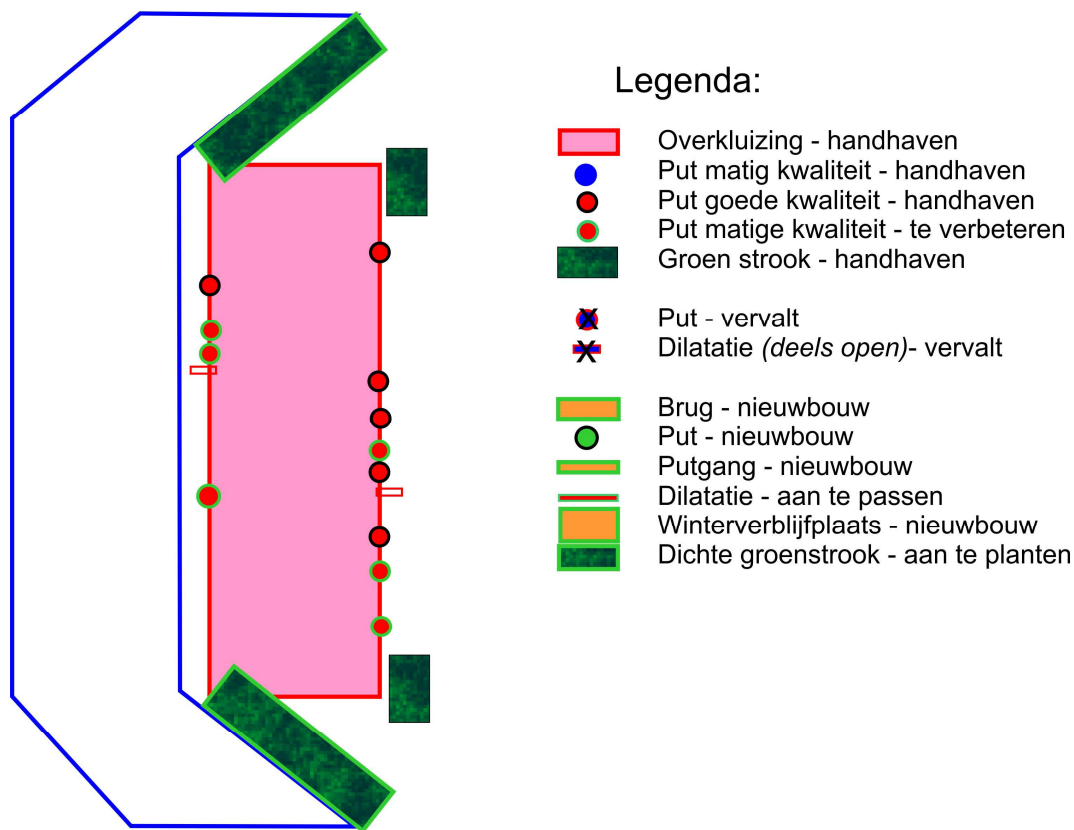 Legenda:
Overkluizing - handhaven
Put matig kwaliteit - handhaven
Put goede kwaliteit - handhaven
Put matige kwaliteit - te verbeteren
Groen strook - handhaven
X Put - vervalt
X Dilatatie (deels open)- vervalt
Brug - nieuwbouw
Put - nieuwbouw
Putgang - nieuwbouw
Dilatatie - aan te passen
Winterverblijfplaats - nieuwbouw
Dichte groenstrook - aan te planten